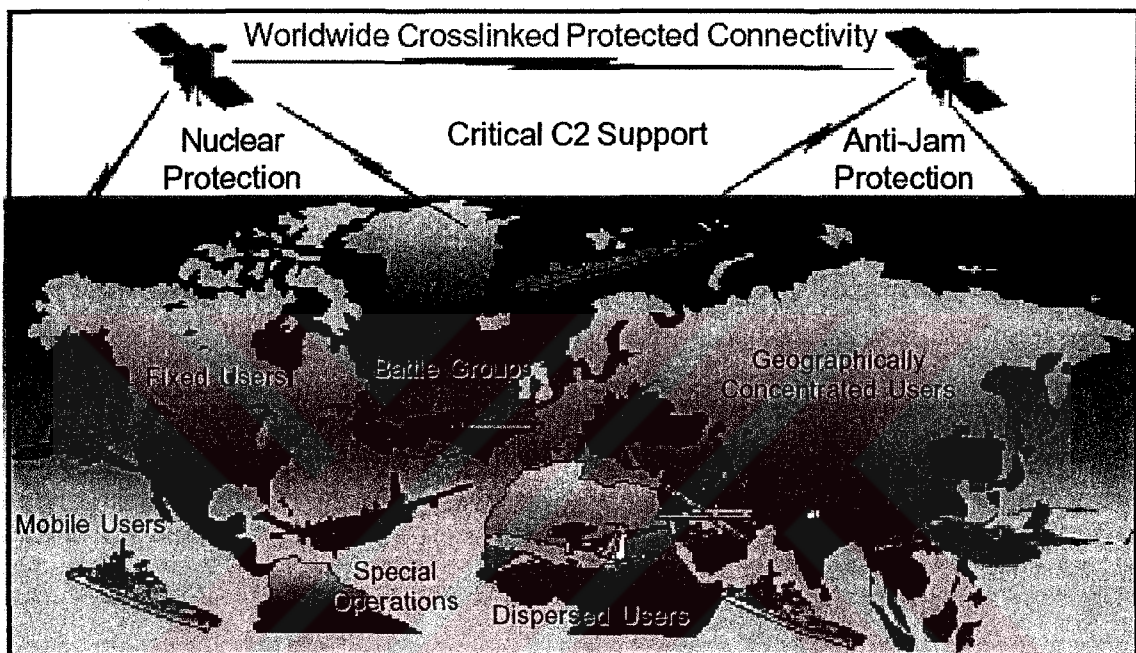 Worldwide Crosslinked Protected Connectivity
Nuclear
Protection
Critical C2 Support
Anti-Jam
Protection
Fixed Users
Battle Groups
Geographically
Concentrated Users
Mobile Users
Special
Operations
Dispersed Users